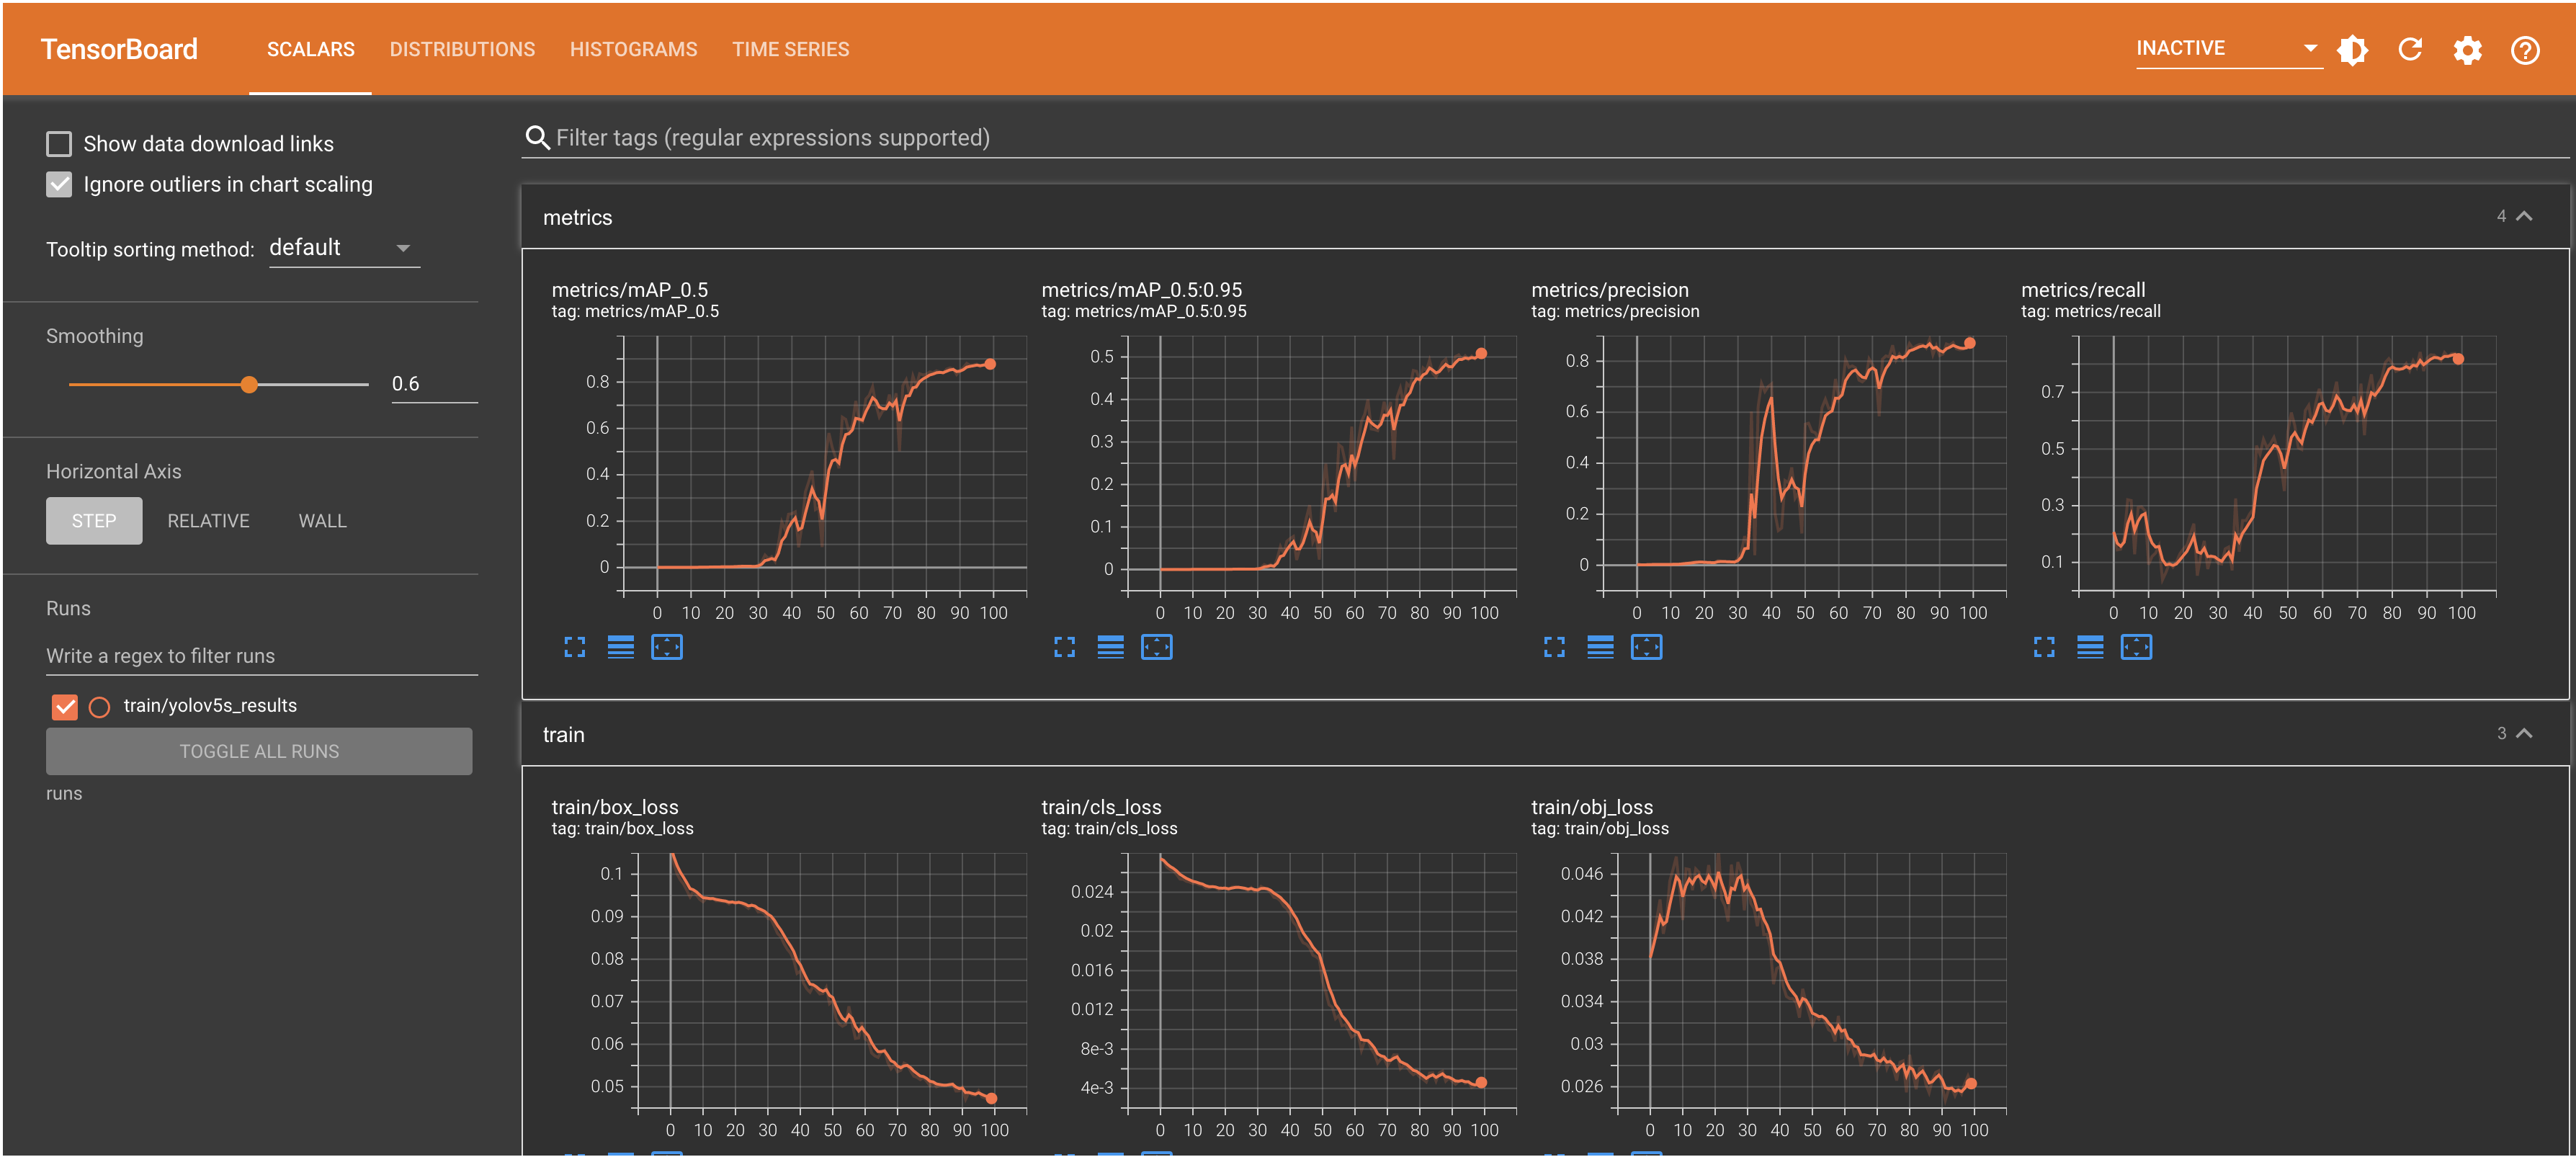 TensorBoard SCALARS DISTRIBUTIONS HISTOGRAMS TIME SERIES INACTIVE
Show data download links
Ignore outliers in chart scaling
Tooltip sorting method: default
Smoothing
0.6
Horizontal Axis
STEP RELATIVE WALL
Runs
Write a regex to filter runs
train/yolov5s_results
TOGGLE ALL RUNS
runs
Filter tags (regular expressions supported)
metrics 4
metrics/mAP_0.5
tag: metrics/mAP_0.5
0.8
0.6
0.4
0.2
0
0 10 20 30 40 50 60 70 80 90 100
metrics/mAP_0.5:0.95
tag: metrics/mAP_0.5:0.95
0.5
0.4
0.3
0.2
0.1
0
0 10 20 30 40 50 60 70 80 90 100
metrics/precision
tag: metrics/precision
0.8
0.6
0.4
0.2
0
0 10 20 30 40 50 60 70 80 90 100
metrics/recall
tag: metrics/recall
0.7
0.5
0.3
0.1
0 10 20 30 40 50 60 70 80 90 100
train 3
train/box_loss
tag: train/box_loss
0.1
0.09
0.08
0.07
0.06
0.05
0 10 20 30 40 50 60 70 80 90 100
train/cls_loss
tag: train/cls_loss
0.024
0.02
0.016
0.012
8e-3
4e-3
0 10 20 30 40 50 60 70 80 90 100
train/obj_loss
tag: train/obj_loss
0.046
0.042
0.038
0.034
0.03
0.026
0 10 20 30 40 50 60 70 80 90 100